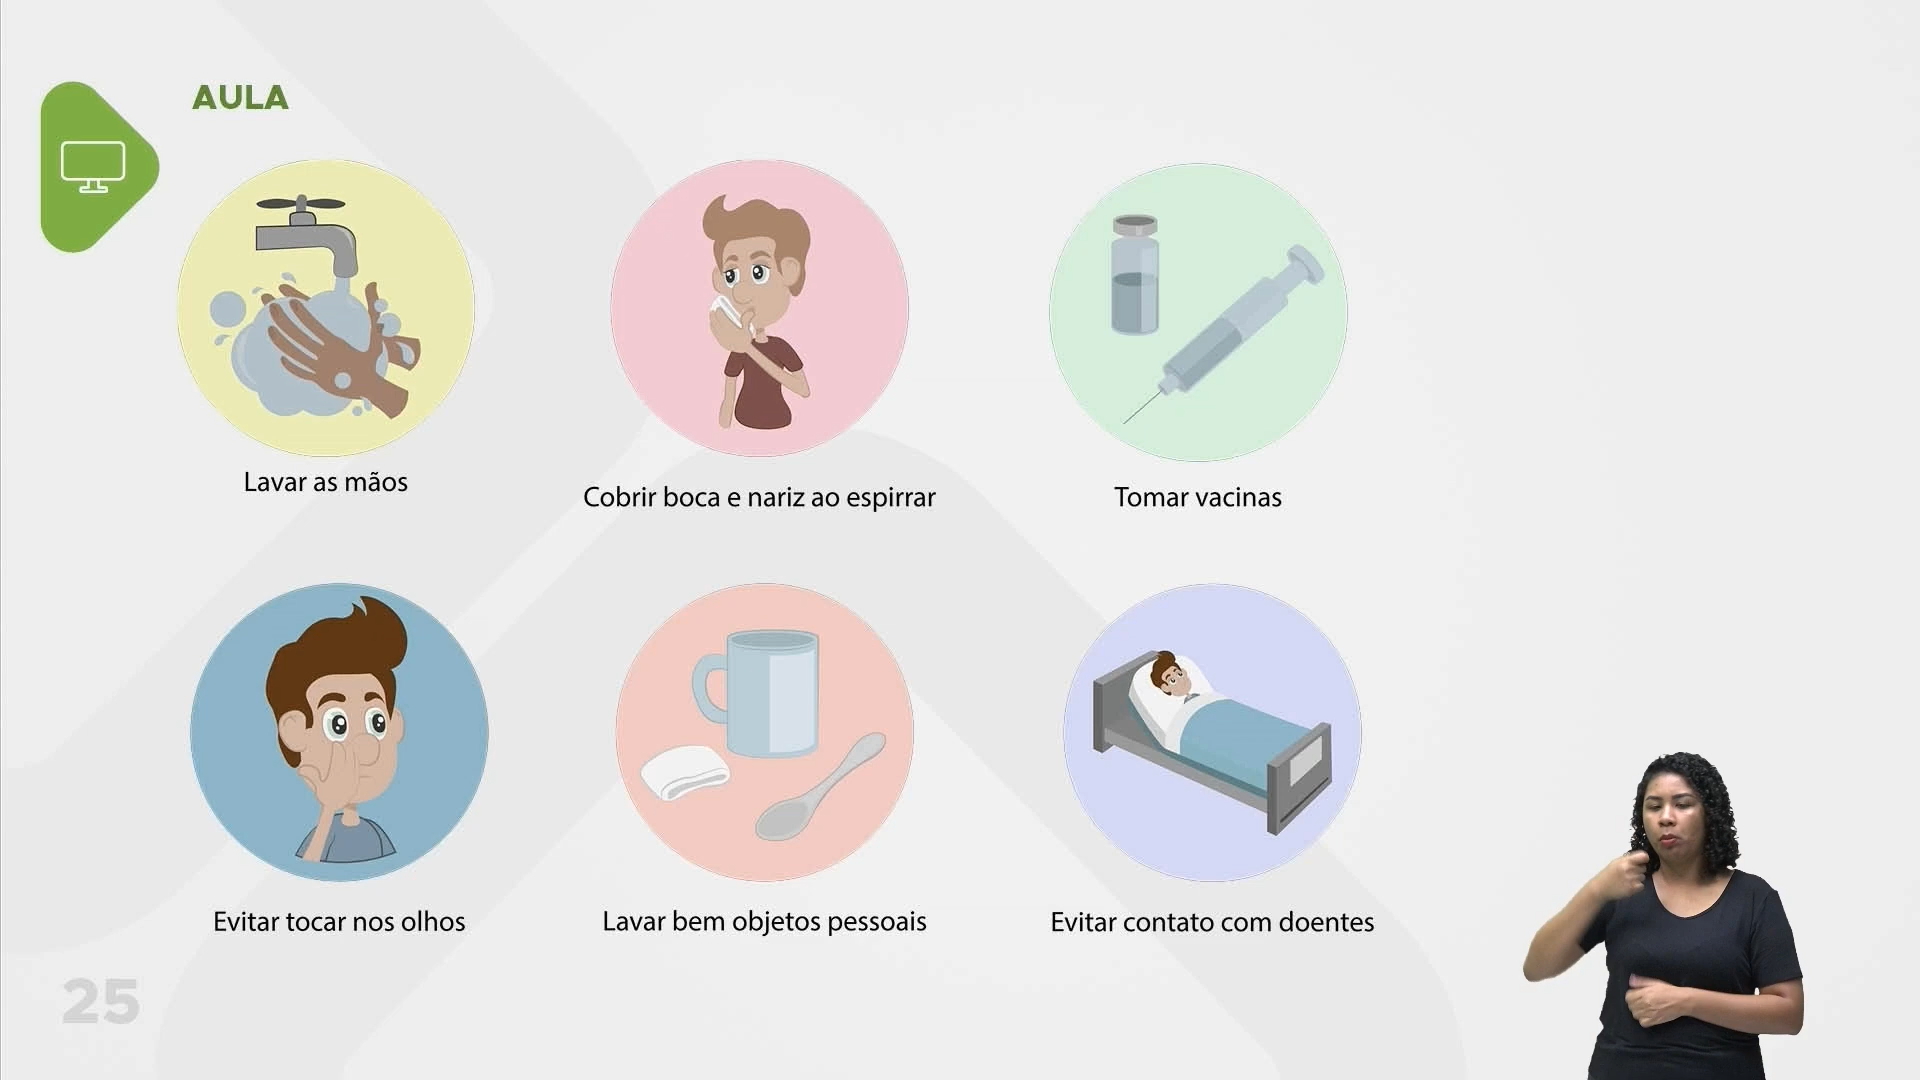 AULA
Lavar as mãos
Cobrir boca e nariz ao espirrar
Tomar vacinas
Evitar tocar nos olhos
Lavar bem objetos pessoais
Evitar contato com doentes
25